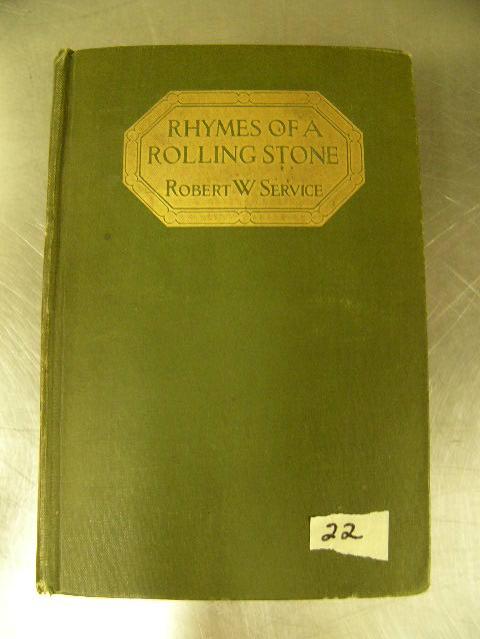 RHYMES OF A
ROLLING STONE
ROBERT W SERVICE
22